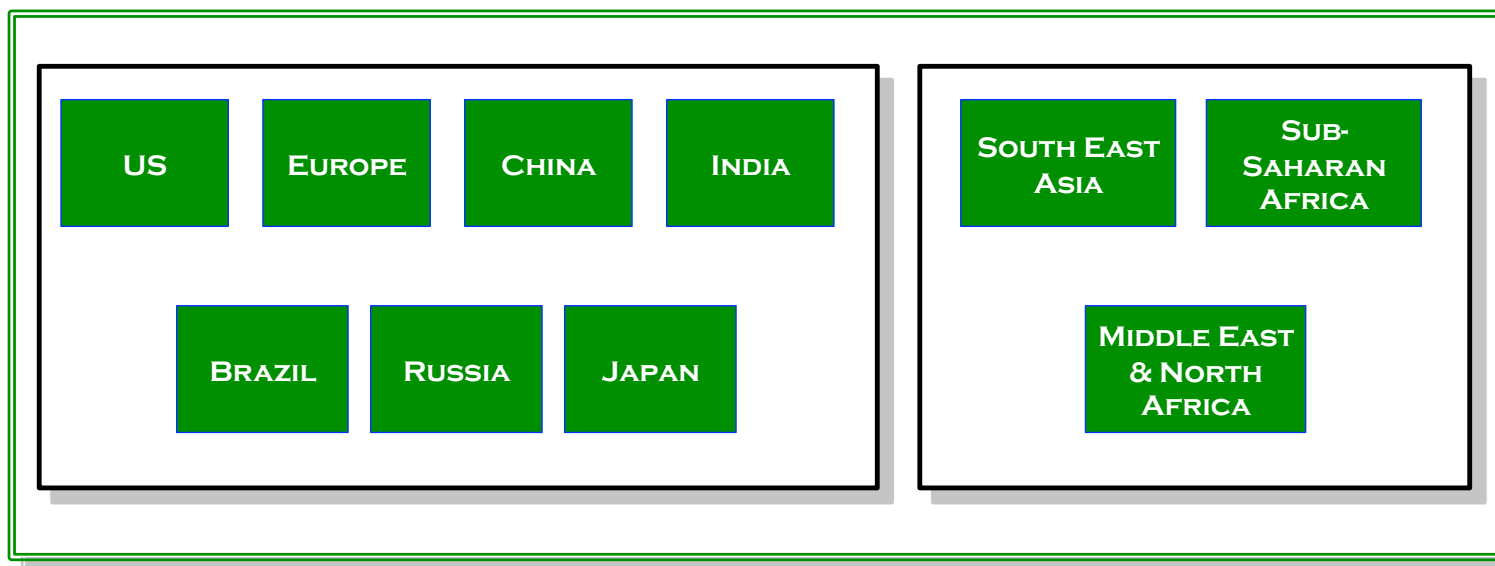 US
Europe
China
India
South East
Asia
Sub-
Saharan
Africa
Brazil
Russia
Japan
Middle East
& North
Africa